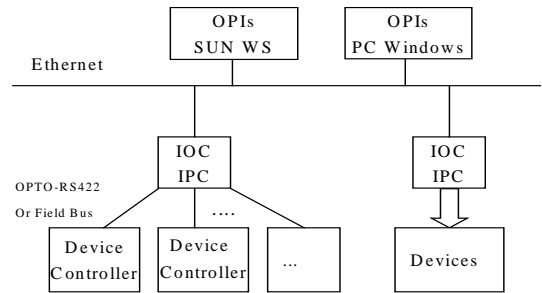 OPIs
SUN WS
OPIs
PC Windows
Ethernet
IOC
IPC
IOC
IPC
OPTO-RS422
Or Field Bus
....
Device
Controller
Device
Controller
...
Devices